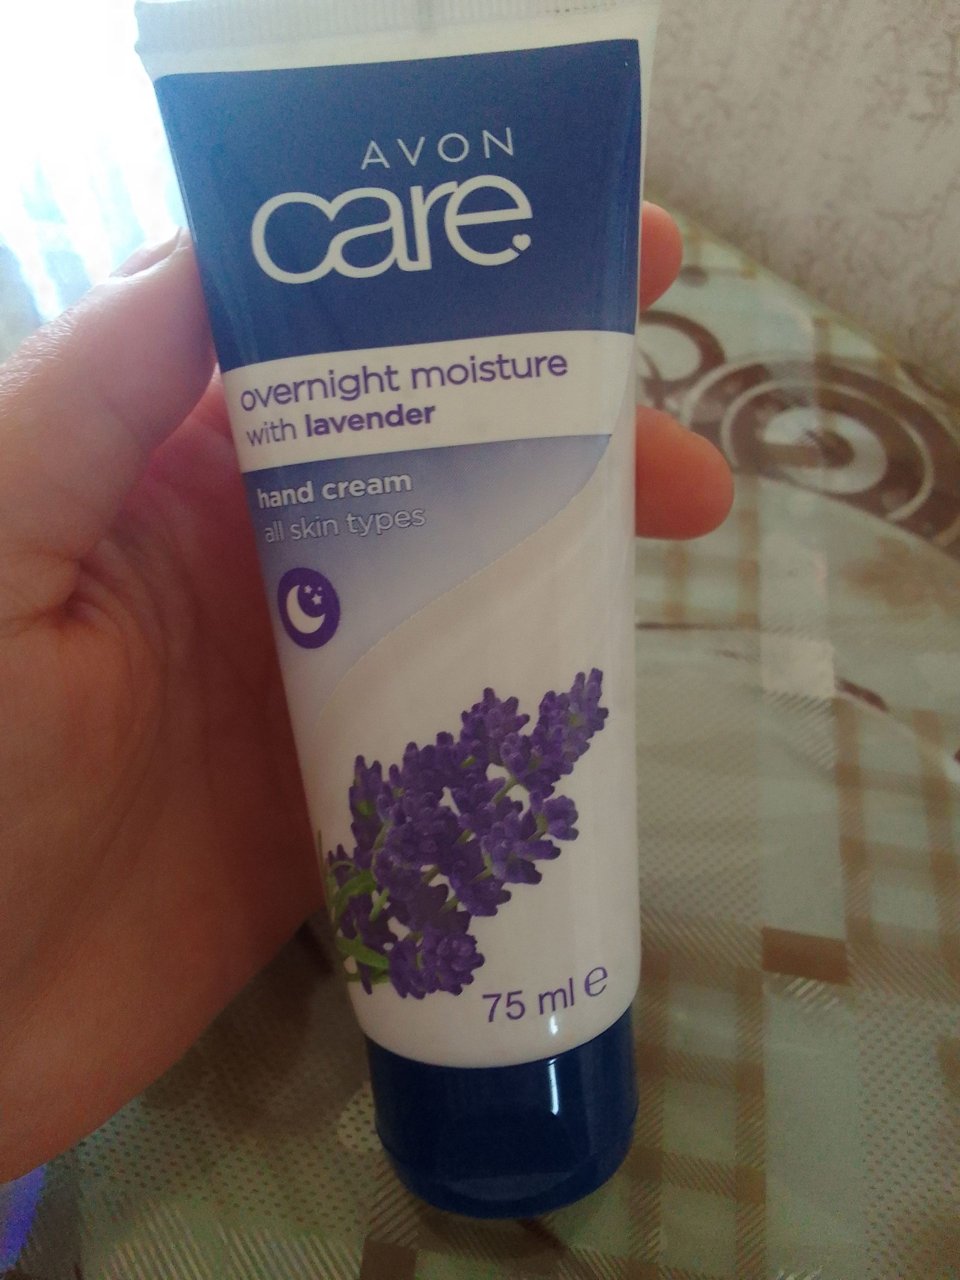 AVON
care
overnight moisture
with lavender
hand cream
all skin types
75 ml ℮